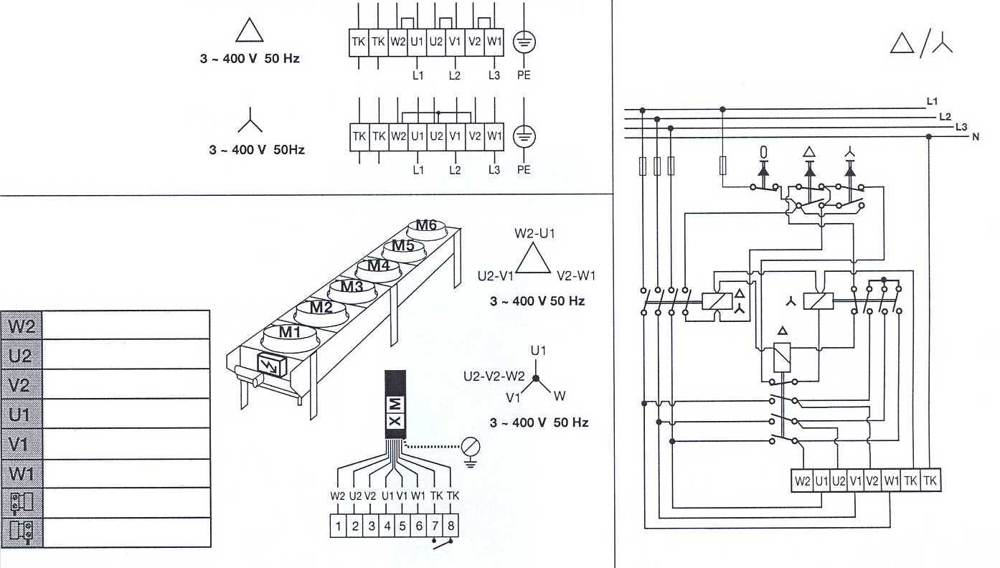 3 ~ 400 V 50 Hz
TK TK W2 U1 U2 V1 V2 W1
L1 L2 L3 PE
3 ~ 400 V 50Hz
TK TK W2 U1 U2 V1 V2 W1
L1 L2 L3 PE
W2
U2
V2
U1
V1
W1
M6
M5
M4
M3
M2
M1
W2-U1
U2-V1 V2-W1
3 ~ 400 V 50 Hz
U1
U2-V2-W2
V1 W
3 ~ 400 V 50 Hz
X M
W2 U2 V2 U1 V1 W1 TK TK
1 2 3 4 5 6 7 8
L1
L2
L3
N
0
W2 U1 U2 V1 V2 W1 TK TK